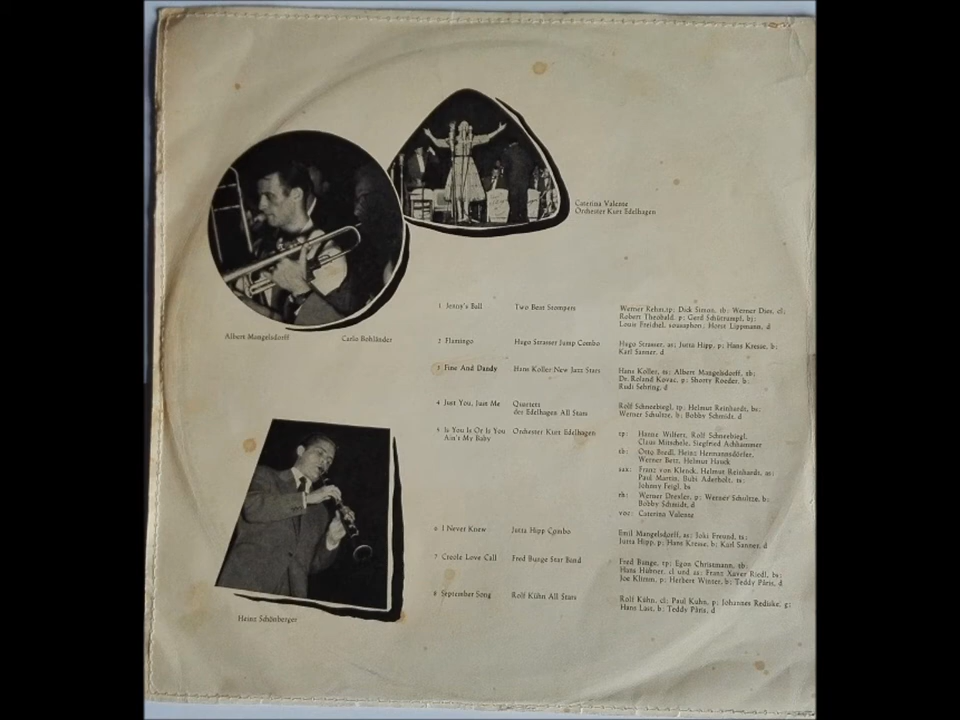 Caterina Valente
Orchester Kurt Edelhagen
Albert Mangelsdorff
Carlo Bohländer
Heinz Schönberger
1 Jenny's Ball Two Beat Stompers Werner Rehm, tp; Dick Simon, tb; Werner Dies, cl;
Robert Theobald, p; Gerd Schütrumpf, bj;
Louis Freichel, sousaphon; Horst Lippmann, d
2 Flamingo Hugo Strasser Jump Combo Hugo Strasser, as; Jutta Hipp, p; Hans Kresse, b;
Karl Sanner, d
3 Fine And Dandy Hans Koller New Jazz Stars Hans Koller, ts; Albert Mangelsdorff, tb;
Dr. Roland Kovac, p; Shorty Roeder, b;
Rudi Sehring, d
4 Just You, Just Me Quartett Rolf Schneebiegl, tp; Helmut Reinhardt, bs;
des Edelhagen All Stars Werner Schultze, b; Bobby Schmidt, d
5 Is You Is Or Is You Orchester Kurt Edelhagen tp: Hanne Wilfert, Rolf Schneebiegl,
Ain's My Baby Claus Mitschele, Siegfried Achhammer
tb: Otto Bredl, Heinz Hermannsdörfer,
Werner Betz, Helmut Hauck
sax: Franz von Klenck, Helmut Reinhardt, as;
Paul Martin, Bubi Aderholt, ts;
Johnny Feigl, bs
rh: Werner Drexler, p; Werner Schultze, b;
Bobby Schmidt, d
voc: Caterina Valente
6 I Never Knew Jutta Hipp Combo Emil Mangelsdorff, as; Joki Freund, ts;
Jutta Hipp, p; Hans Kresse, b; Karl Sanner, d
7 Creole Love Call Fred Bunge Star Band Fred Bunge, tp; Egon Christmann, tb;
Hans Hübner, cl und ts; Franz Xaver Riedl, bs;
Joe Klimm, p; Herbert Winter, b; Teddy Páris, d
8 September Song Rolf Kühn All Stars Rolf Kühn, cl; Paul Kuhn, p; Johannes Rediske, g;
Hans Last, b; Teddy Páris, d